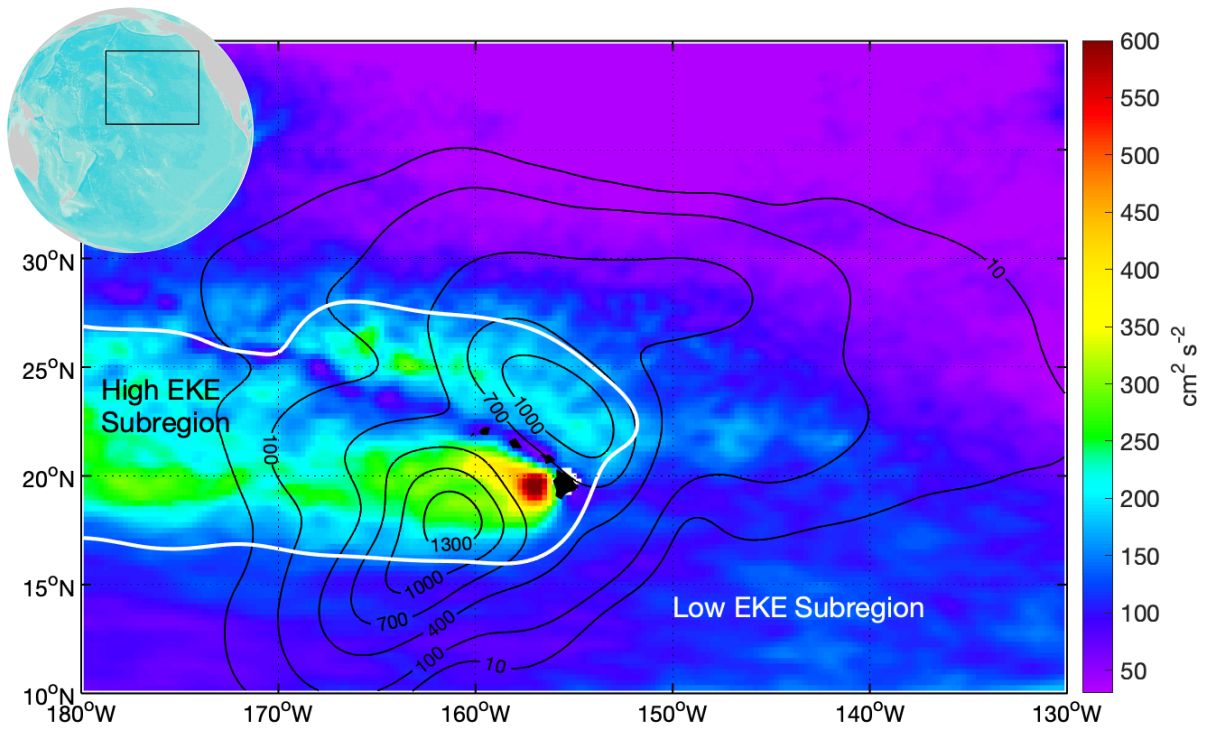 30°N
25°N
20°N
15°N
10°N
180°W
170°W
160°W
150°W
140°W
130°W
High EKE
Subregion
Low EKE Subregion
10
100
700
1000
1300
1000
700
400
100
10
600
550
500
450
400
350
300
250
200
150
100
50
cm² s⁻²